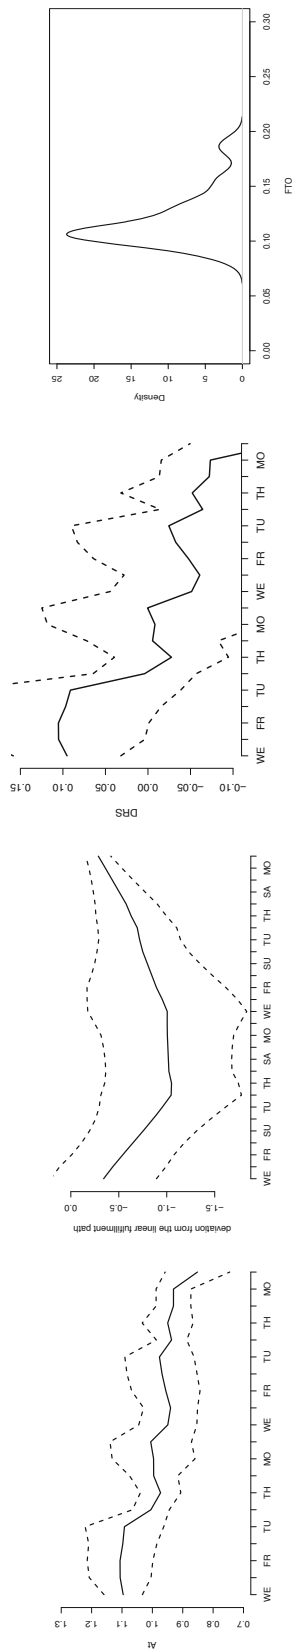 At
1.3
1.2
1.1
1.0
0.9
0.8
0.7
WE FR TU TH MO WE FR TU TH MO
deviation from the linear fulfillment path
0.0
−0.5
−1.0
−1.5
WE FR SU TU TH SA MO WE FR SU TU TH SA MO
DRS
0.15
0.10
0.05
0.00
−0.05
−0.10
WE FR TU TH MO WE FR TU TH MO
Density
25
20
15
10
5
0
0.00 0.05 0.10 0.15 0.20 0.25 0.30
FTO